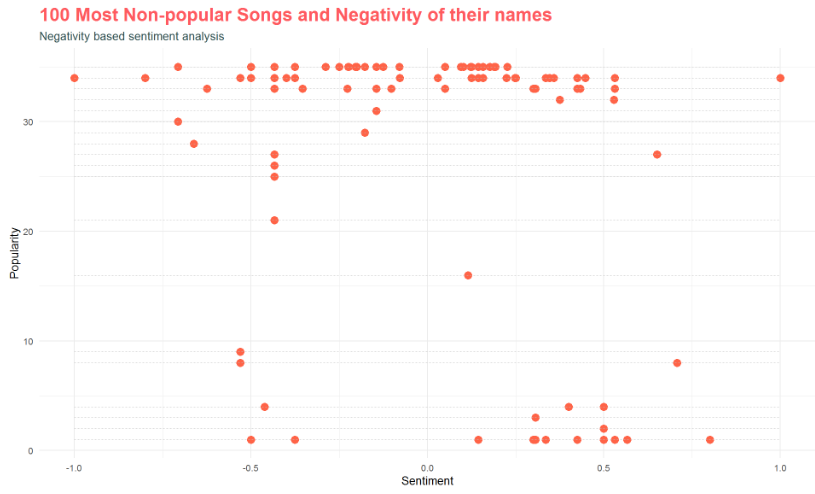 100 Most Non-popular Songs and Negativity of their names
Negativity based sentiment analysis
30
20
10
0
Popularity
-1.0
-0.5
0.0
0.5
1.0
Sentiment